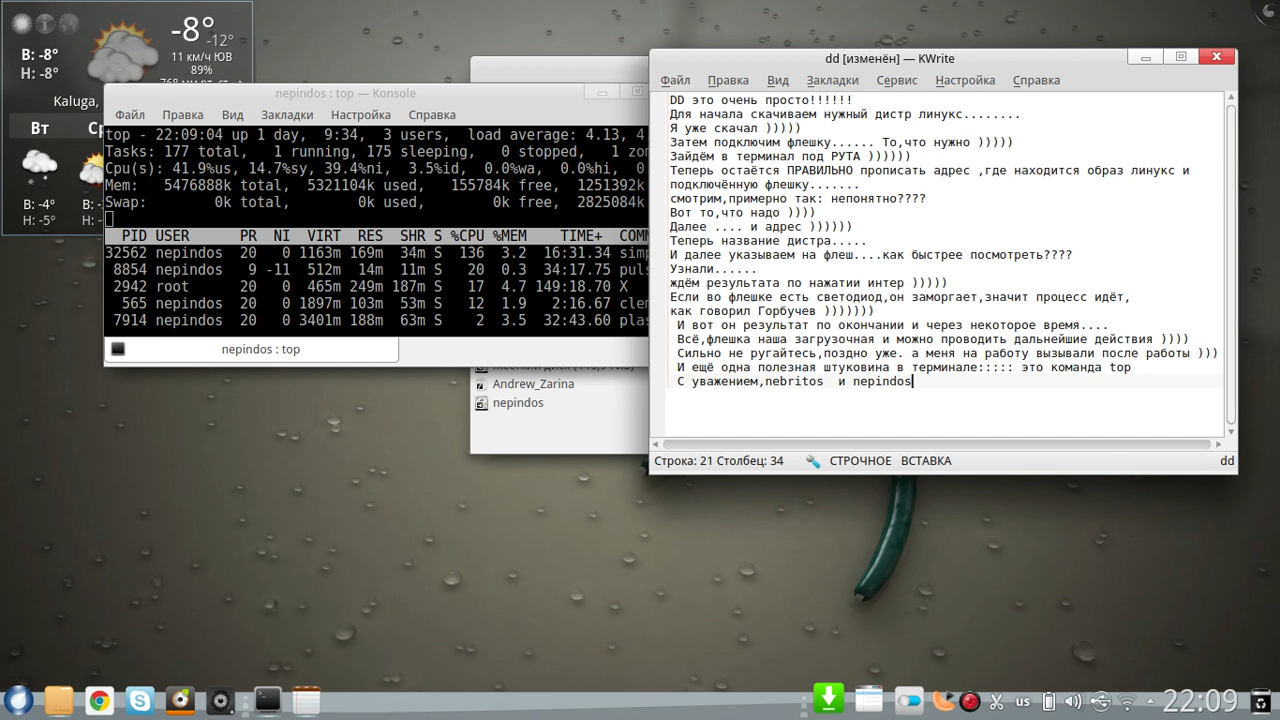 -8°
-12°
В: -8°
Н: -8°
11 км/ч ЮВ
89%
Kaluga,
Вт
В: -4°
Н: -5°
nepindos : top — Konsole
Файл Правка Вид Закладки Настройка Справка
top - 22:09:04 up 1 day, 9:34, 3 users, load average: 4.13, 4
Tasks: 177 total, 1 running, 175 sleeping, 0 stopped, 1
Cpu(s): 41.9%us, 14.7%sy, 39.4%ni, 3.5%id, 0.0%wa, 0.0%hi, 0
Mem: 5476888k total, 5321104k used, 155784k free, 1251392k
Swap: 0k total, 0k used, 0k free, 2825084k
PID USER PR NI VIRT RES SHR S %CPU %MEM TIME+ COM
32562 nepindos 20 0 1163m 169m 34m S 136 3.2 16:31.34 sim
8854 nepindos 9 -11 512m 14m 11m S 20 0.3 34:17.75 pul
2942 root 20 0 465m 249m 187m S 17 4.7 149:18.70 X
565 nepindos 20 0 1897m 103m 53m S 12 1.9 2:16.67 cle
7914 nepindos 20 0 3401m 188m 63m S 2 3.5 32:43.60 pla
nepindos : top
Andrew_Zarina
nepindos
dd [изменён] — KWrite
Файл Правка Вид Закладки Сервис Настройка Справка
DD это очень просто!!!!!!
Для начала скачиваем нужный дистр линукс........
Я уже скачал )))))
Затем подключим флешку...... То,что нужно )))))
Зайдём в терминал под РУТА ))))))
Теперь остаётся ПРАВИЛЬНО прописать адрес ,где находится образ линукс и
подключённую флешку.......
смотрим,примерно так: непонятно????
Вот то,что надо ))))
Далее .... и адрес ))))))
Теперь название дистра.....
И далее указываем на флеш....как быстрее посмотреть????
Узнали......
ждём результата по нажатии интер )))))
Если во флешке есть светодиод,он заморгает,значит процесс идёт,
как говорил Горбучев )))))))
И вот он результат по окончании и через некоторое время....
Всё,флешка наша загрузочная и можно проводить дальнейшие действия ))))
Сильно не ругайтесь,поздно уже. а меня на работу вызывали после работы )))
И ещё одна полезная штуковина в терминале::::: это команда top
С уважением,nebritos и nepindos
Строка: 21 Столбец: 34 СТРОЧНОЕ ВСТАВКА dd
us
22:09